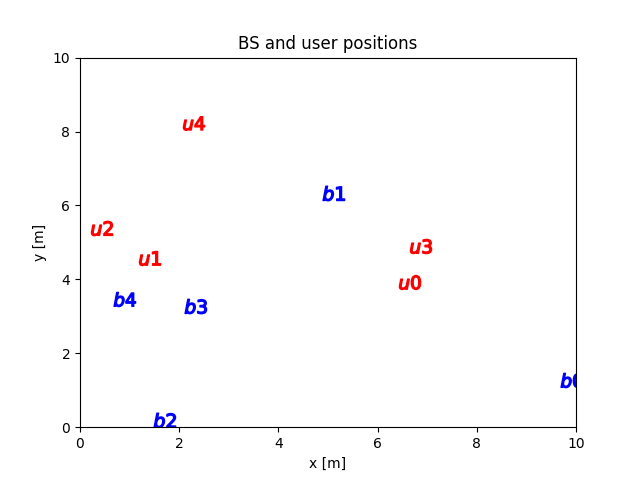 BS and user positions
10
u4
8
b1
6
u2
u3
u1
4
u0
b4
b3
2
b0
b2
0
0 2 4 6 8 10
y [m]
x [m]